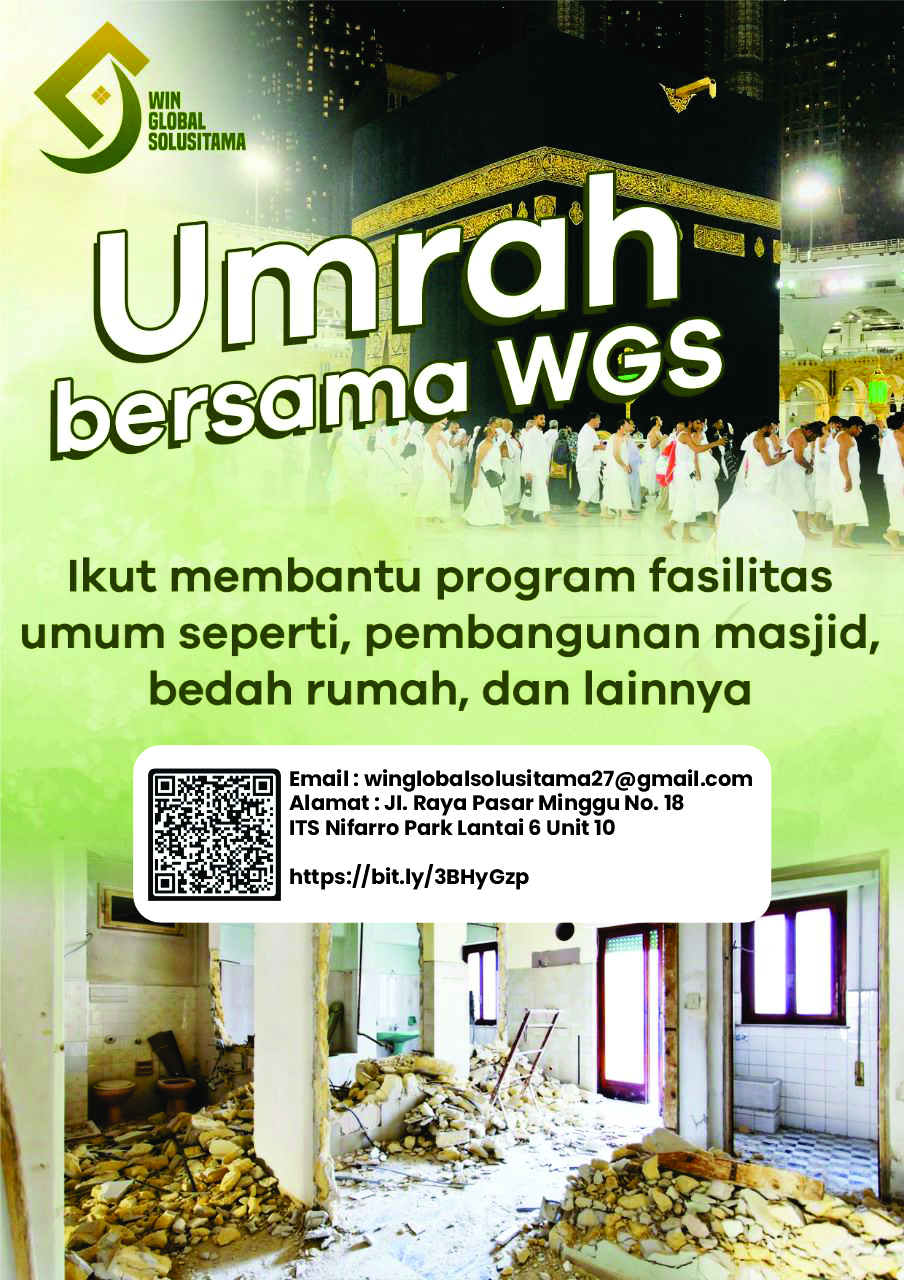 WIN
GLOBAL
SOLUSITAMA
Umrah
bersama WGS
Ikut membantu program fasilitas
umum seperti, pembangunan masjid,
bedah rumah, dan lainnya
Email : winglobalsolusitama27@gmail.com
Alamat : Jl. Raya Pasar Minggu No. 18
ITS Nifarro Park Lantai 6 Unit 10
https://bit.ly/3BHyGzp